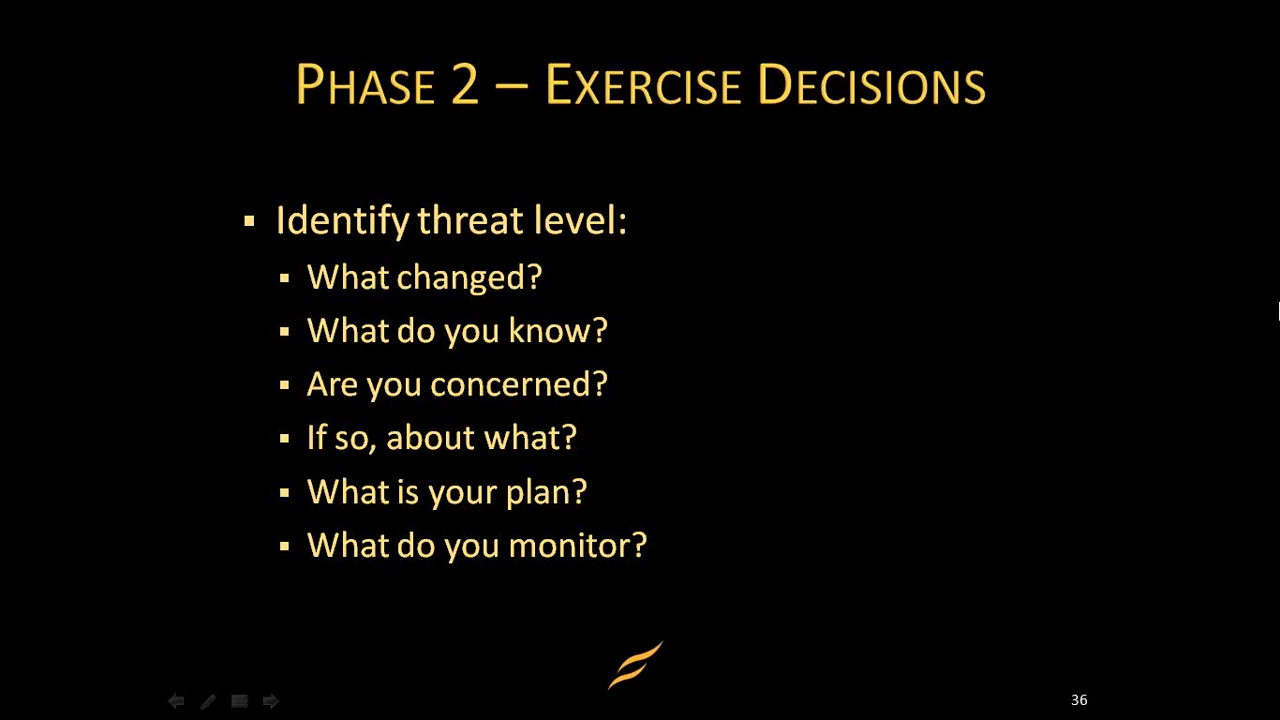 PHASE 2 – EXERCISE DECISIONS
▪ Identify threat level:
▪ What changed?
▪ What do you know?
▪ Are you concerned?
▪ If so, about what?
▪ What is your plan?
▪ What do you monitor?
36